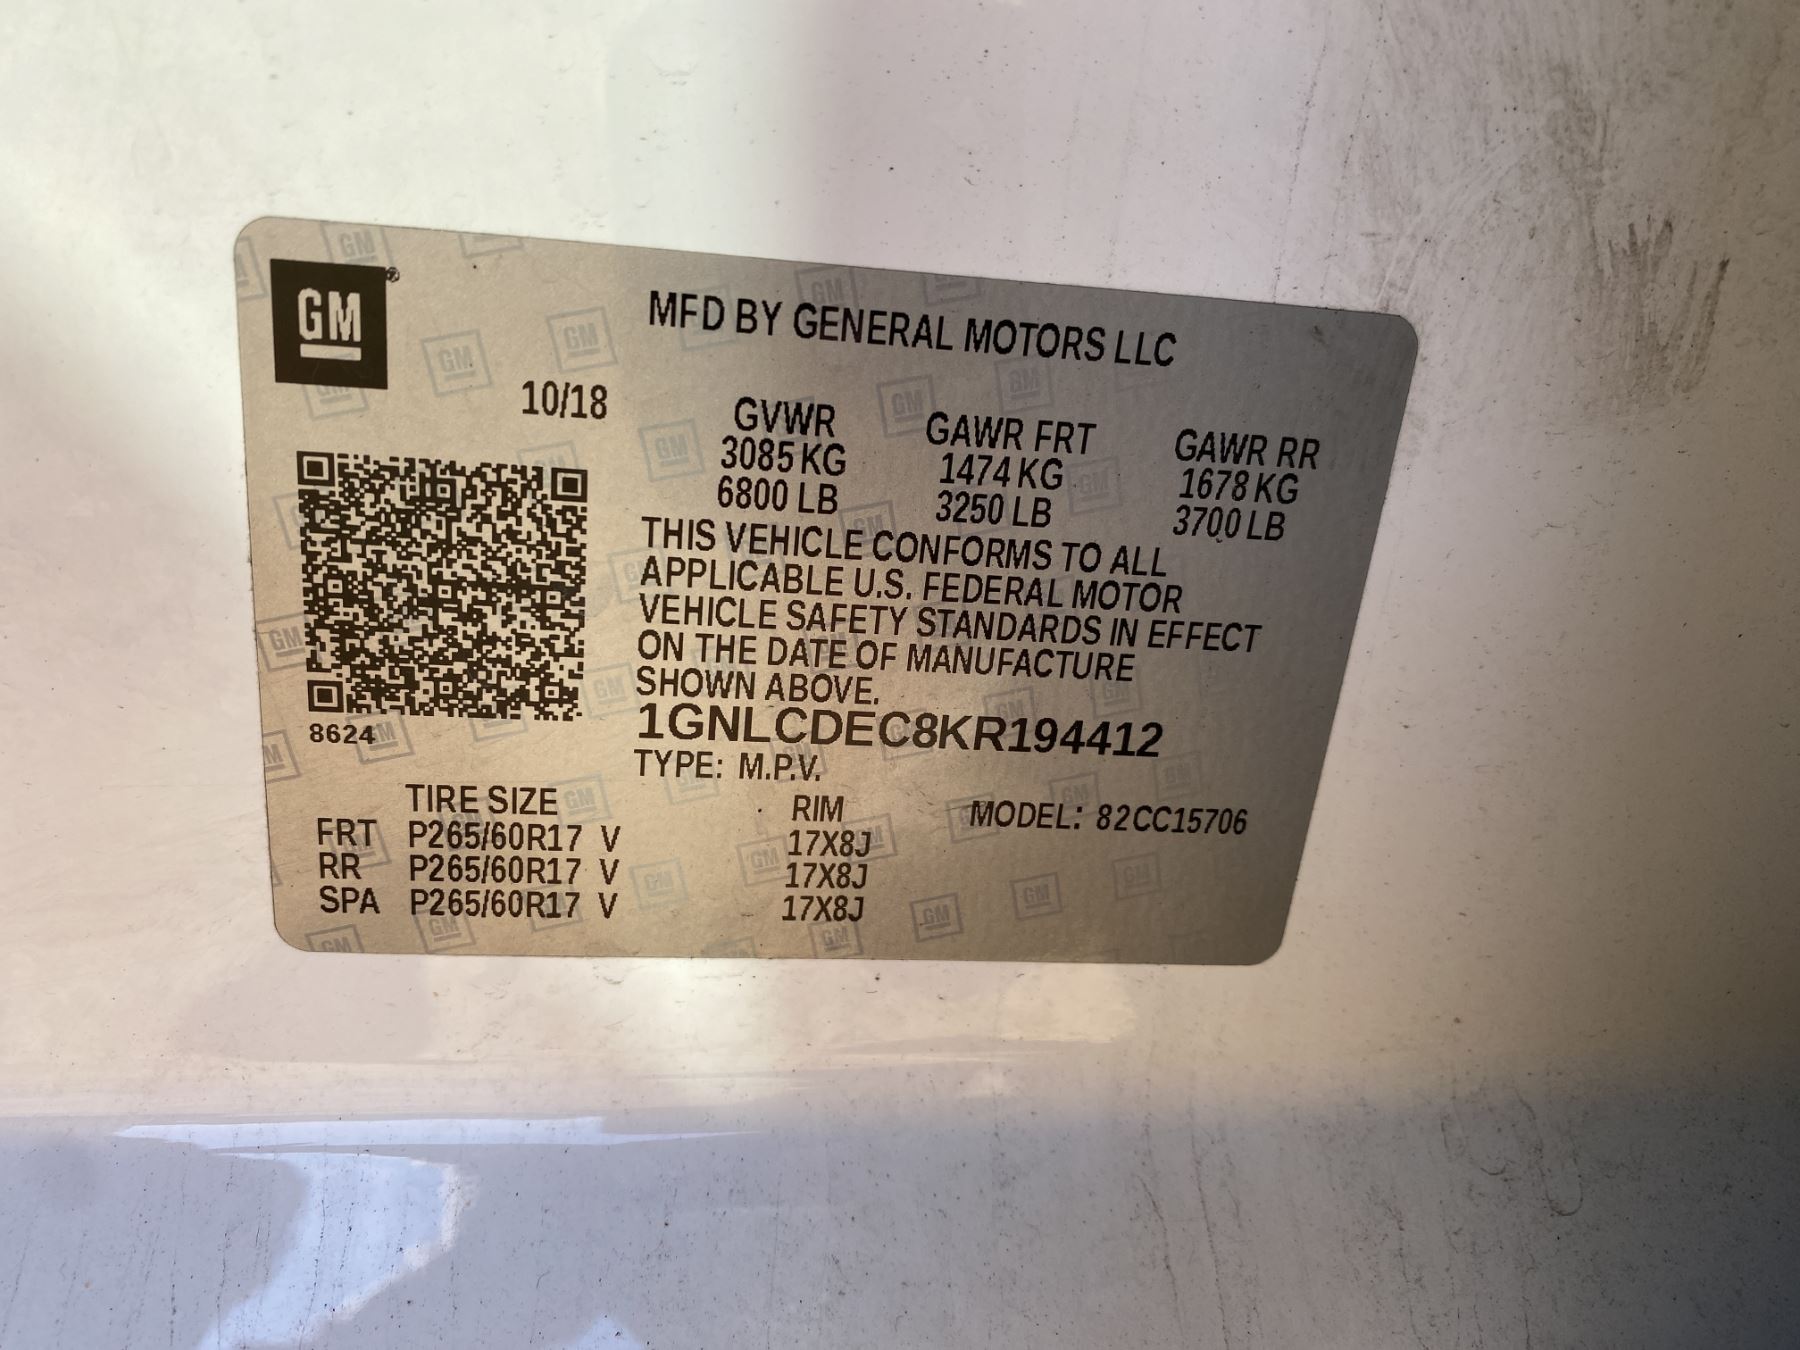 GM
MFD BY GENERAL MOTORS LLC
10/18
GVWR GAWR FRT GAWR RR
3085 KG 1474 KG 1678 KG
6800 LB 3250 LB 3700 LB
THIS VEHICLE CONFORMS TO ALL
APPLICABLE U.S. FEDERAL MOTOR
VEHICLE SAFETY STANDARDS IN EFFECT
ON THE DATE OF MANUFACTURE
SHOWN ABOVE.
8624
1GNLCDEC8KR194412
TYPE: M.P.V.
TIRE SIZE RIM MODEL: 82CC15706
FRT P265/60R17 V 17X8J
RR P265/60R17 V 17X8J
SPA P265/60R17 V 17X8J